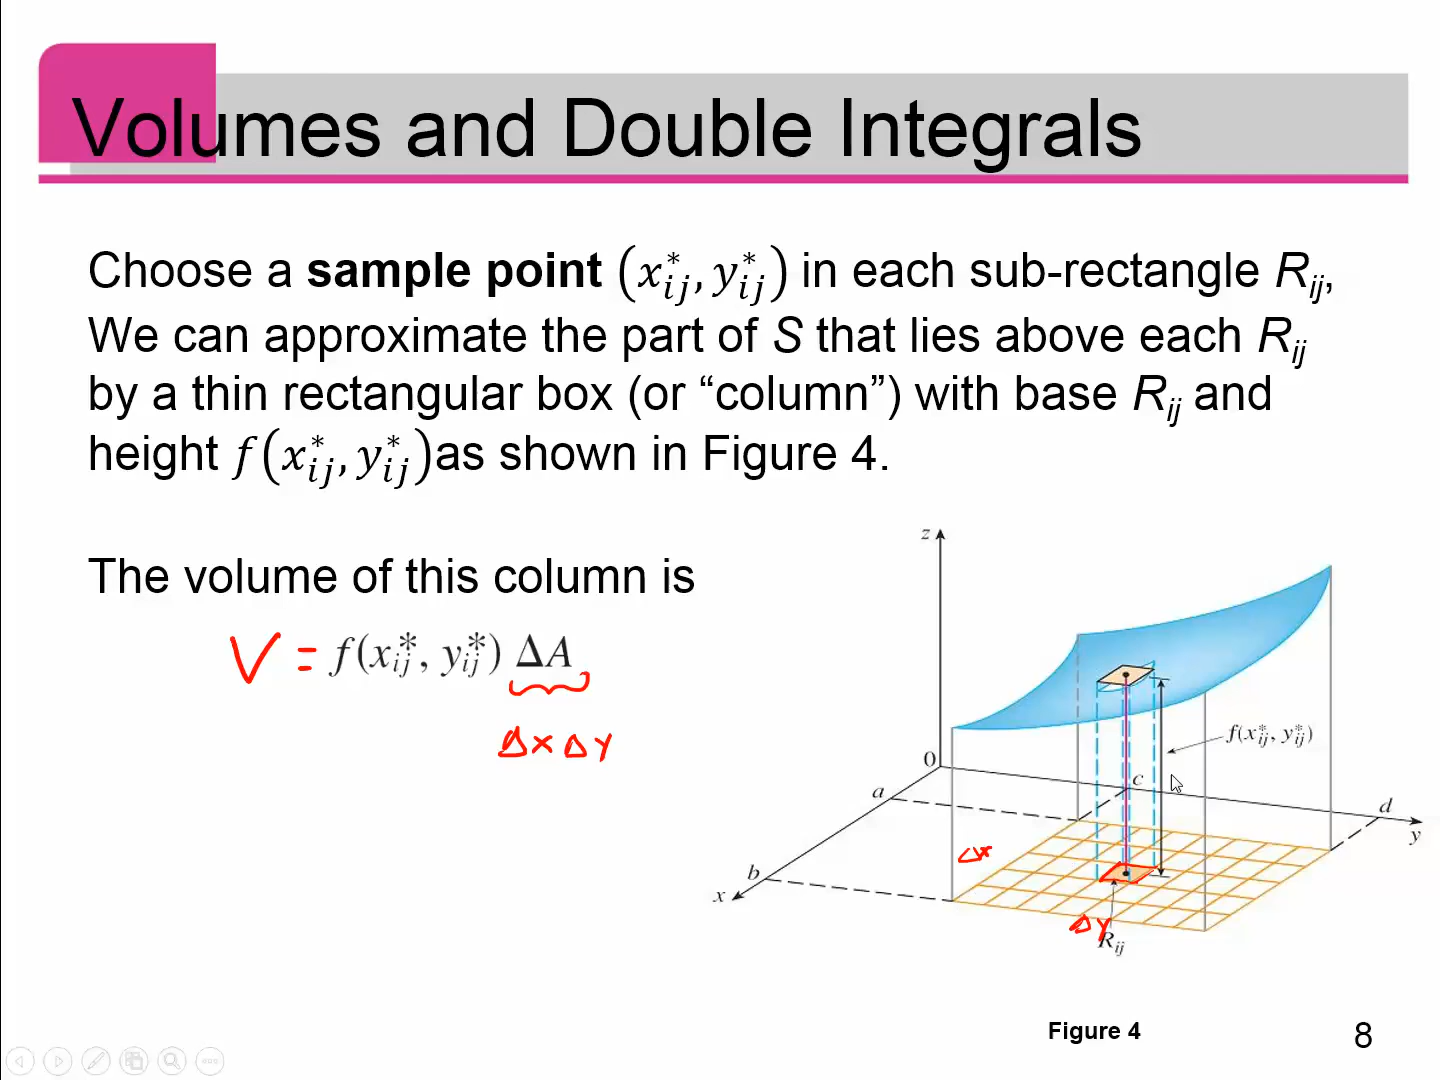 Volumes and Double Integrals
Choose a sample point (x*ij, y*ij) in each sub-rectangle Rij,
We can approximate the part of S that lies above each Rij
by a thin rectangular box (or “column”) with base Rij and
height f(x*ij, y*ij)as shown in Figure 4.
The volume of this column is
V = f(x*ij, y*ij) ΔA
Δx Δy
z
f(x*ij, y*ij)
0
a
c
d
y
Δx
b
x
Δy
Rij
Figure 4
8